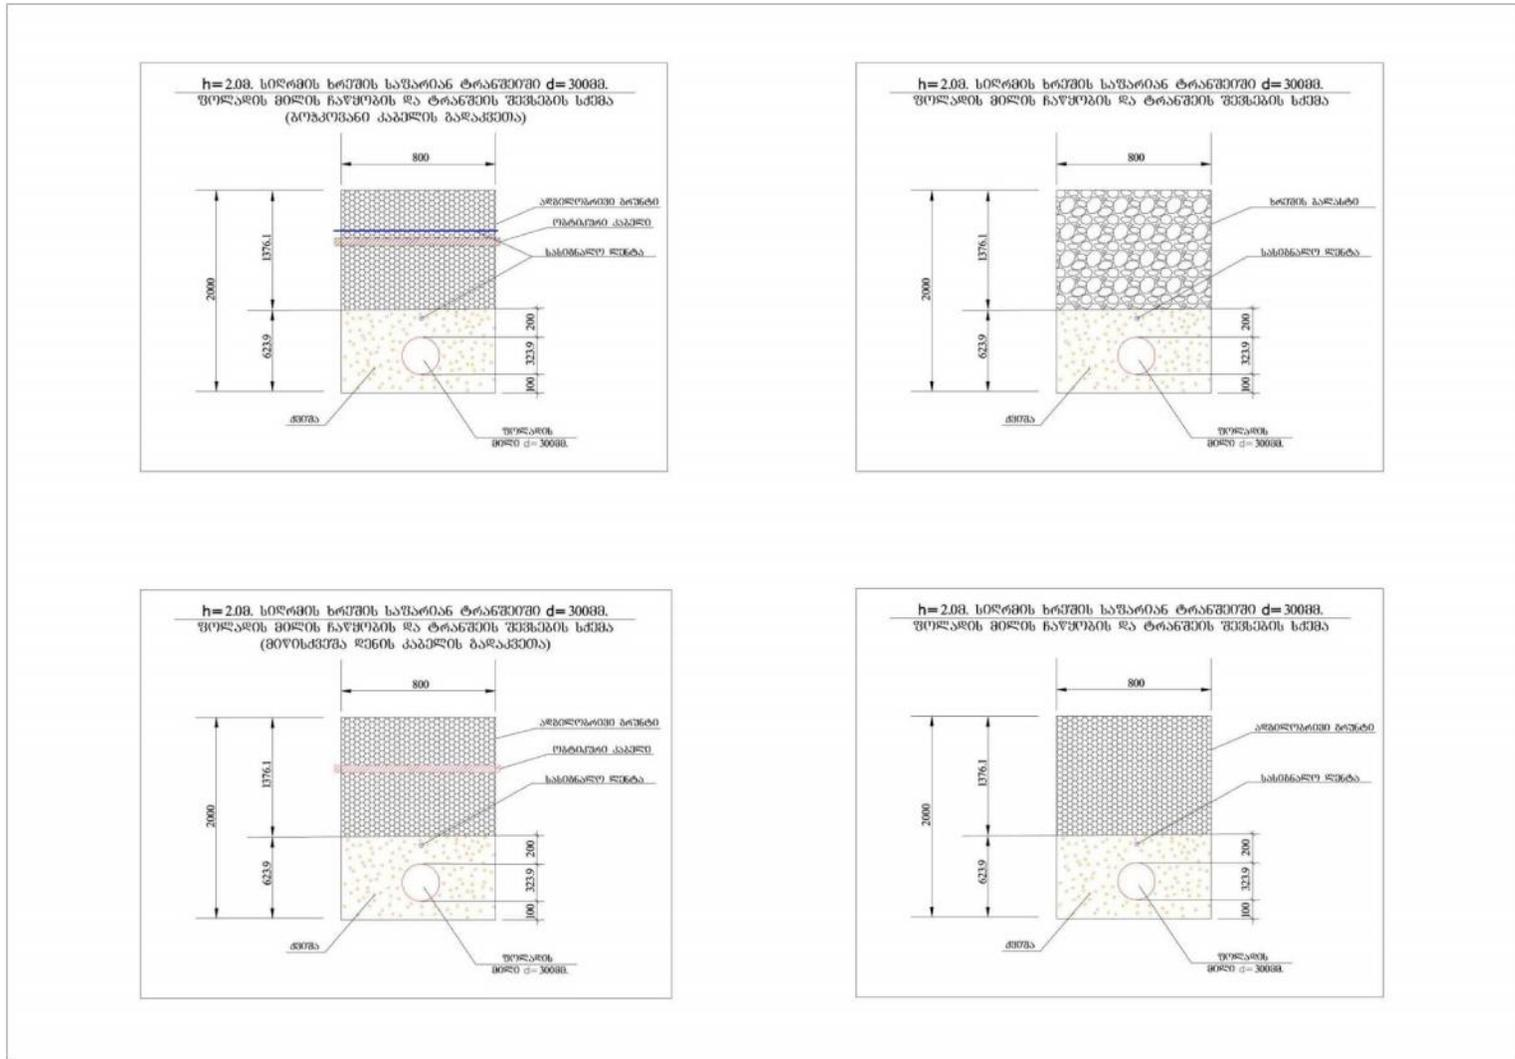 h=2.0მ. სიღრმის ხრეშის საფარიან ტრანშეიში d=300მმ.
ფოლადის მილის ჩაწყობის და ტრანშეის შევსების სქემა
(ბოჭკოვანი კაბელის გადაკვეთა)
800
ადგილობრივი გრუნტი
ოპტიკური კაბელი
სასიგნალო ლენტა
2000
1376.1
623.9
200
323.9
100
ქვიშა
ფოლადის
მილი d=300მმ.
h=2.0მ. სიღრმის ხრეშის საფარიან ტრანშეიში d=300მმ.
ფოლადის მილის ჩაწყობის და ტრანშეის შევსების სქემა
800
ხრეშის ბალასტი
სასიგნალო ლენტა
2000
1376.1
623.9
200
323.9
100
ქვიშა
ფოლადის
მილი d=300მმ.
h=2.0მ. სიღრმის ხრეშის საფარიან ტრანშეიში d=300მმ.
ფოლადის მილის ჩაწყობის და ტრანშეის შევსების სქემა
(მიწისქვეშა დენის კაბელის გადაკვეთა)
800
ადგილობრივი გრუნტი
ოპტიკური კაბელი
სასიგნალო ლენტა
2000
1376.1
623.9
200
323.9
100
ქვიშა
ფოლადის
მილი d=300მმ.
h=2.0მ. სიღრმის ხრეშის საფარიან ტრანშეიში d=300მმ.
ფოლადის მილის ჩაწყობის და ტრანშეის შევსების სქემა
800
ადგილობრივი გრუნტი
სასიგნალო ლენტა
2000
1376.1
623.9
200
323.9
100
ქვიშა
ფოლადის
მილი d=300მმ.